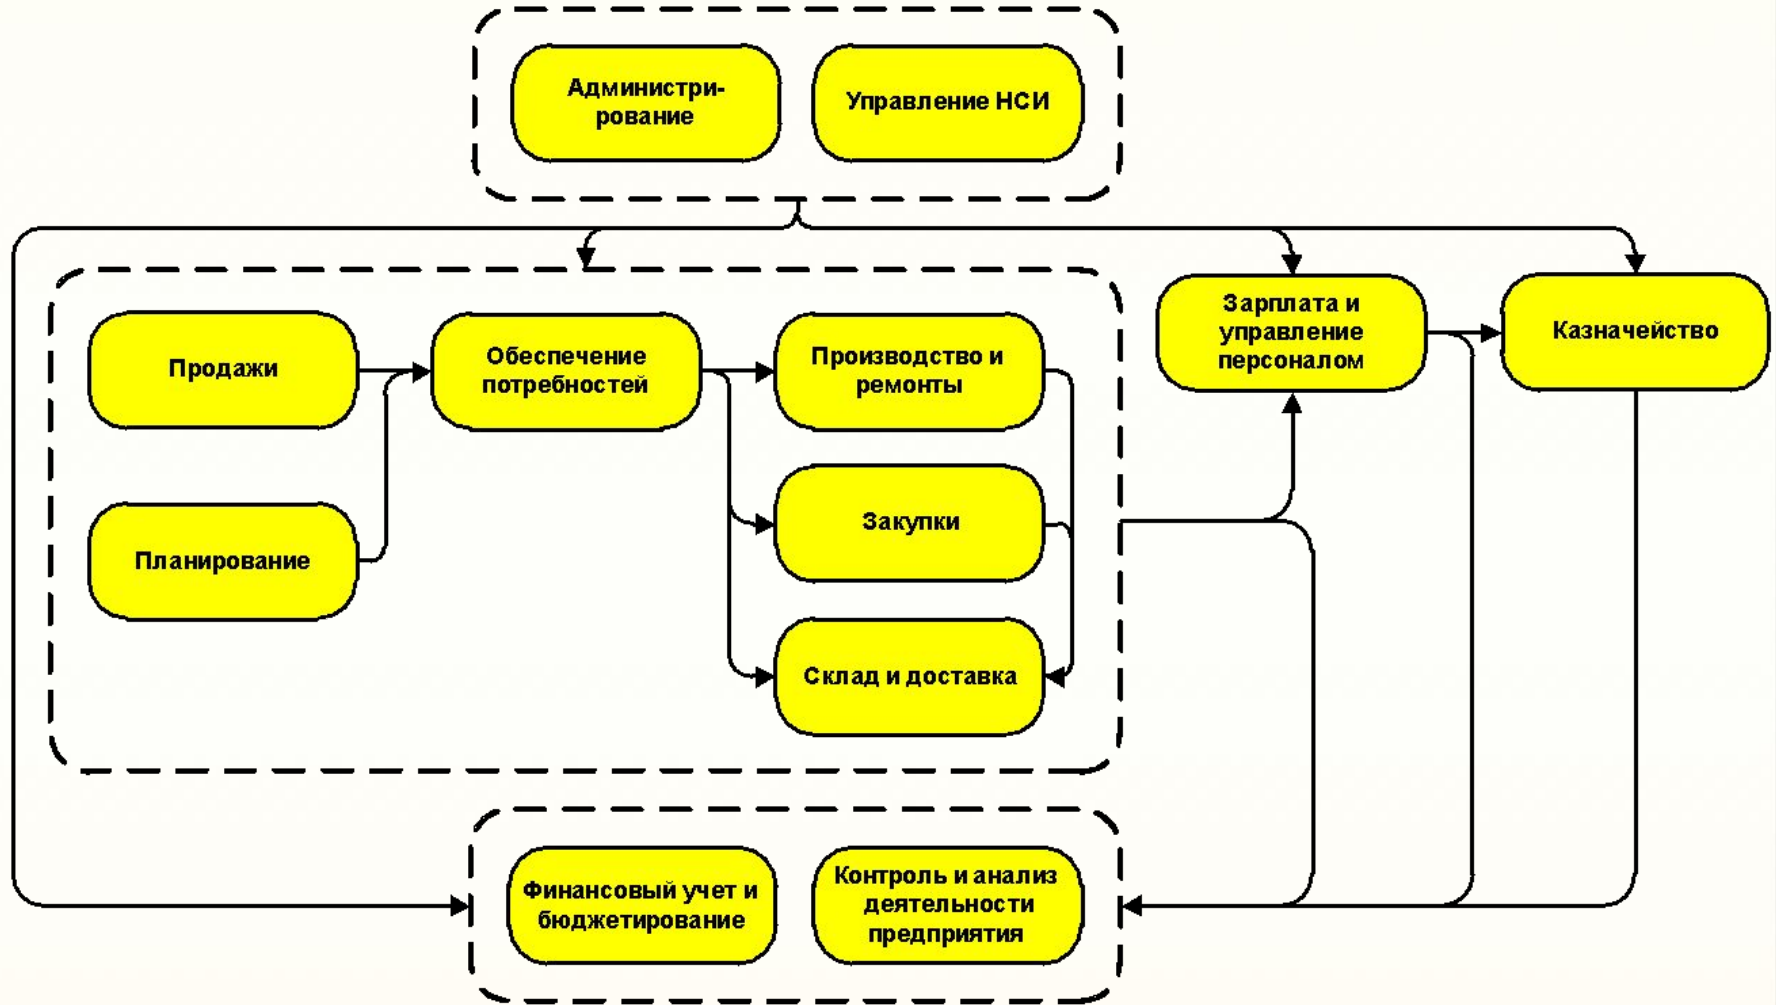 Администри-
рование
Управление НСИ
Продажи
Обеспечение
потребностей
Производство и
ремонты
Зарплата и
управление
персоналом
Казначейство
Планирование
Закупки
Склад и доставка
Финансовый учет и
бюджетирование
Контроль и анализ
деятельности
предприятия